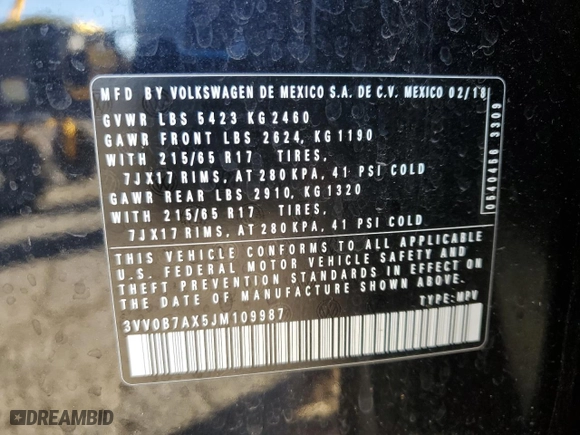 MFD BY VOLKSWAGEN DE MEXICO S.A. DE C.V. MEXICO 02/18
GVWR LBS 5423 KG 2460
GAWR FRONT LBS 2624, KG 1190
WITH 215/65 R17 TIRES,
7JX17 RIMS, AT 280 KPA, 41 PSI COLD
GAWR REAR LBS 2910, KG 1320
WITH 215/65 R17 TIRES,
7JX17 RIMS, AT 280 KPA, 41 PSI COLD
0540456 3309
THIS VEHICLE CONFORMS TO ALL APPLICABLE
U.S. FEDERAL MOTOR VEHICLE SAFETY AND
THEFT PREVENTION STANDARDS IN EFFECT ON
THE DATE OF MANUFACTURE SHOWN ABOVE.
3VV0B7AX5JM109987 TYPE: MPV
DREAMBID